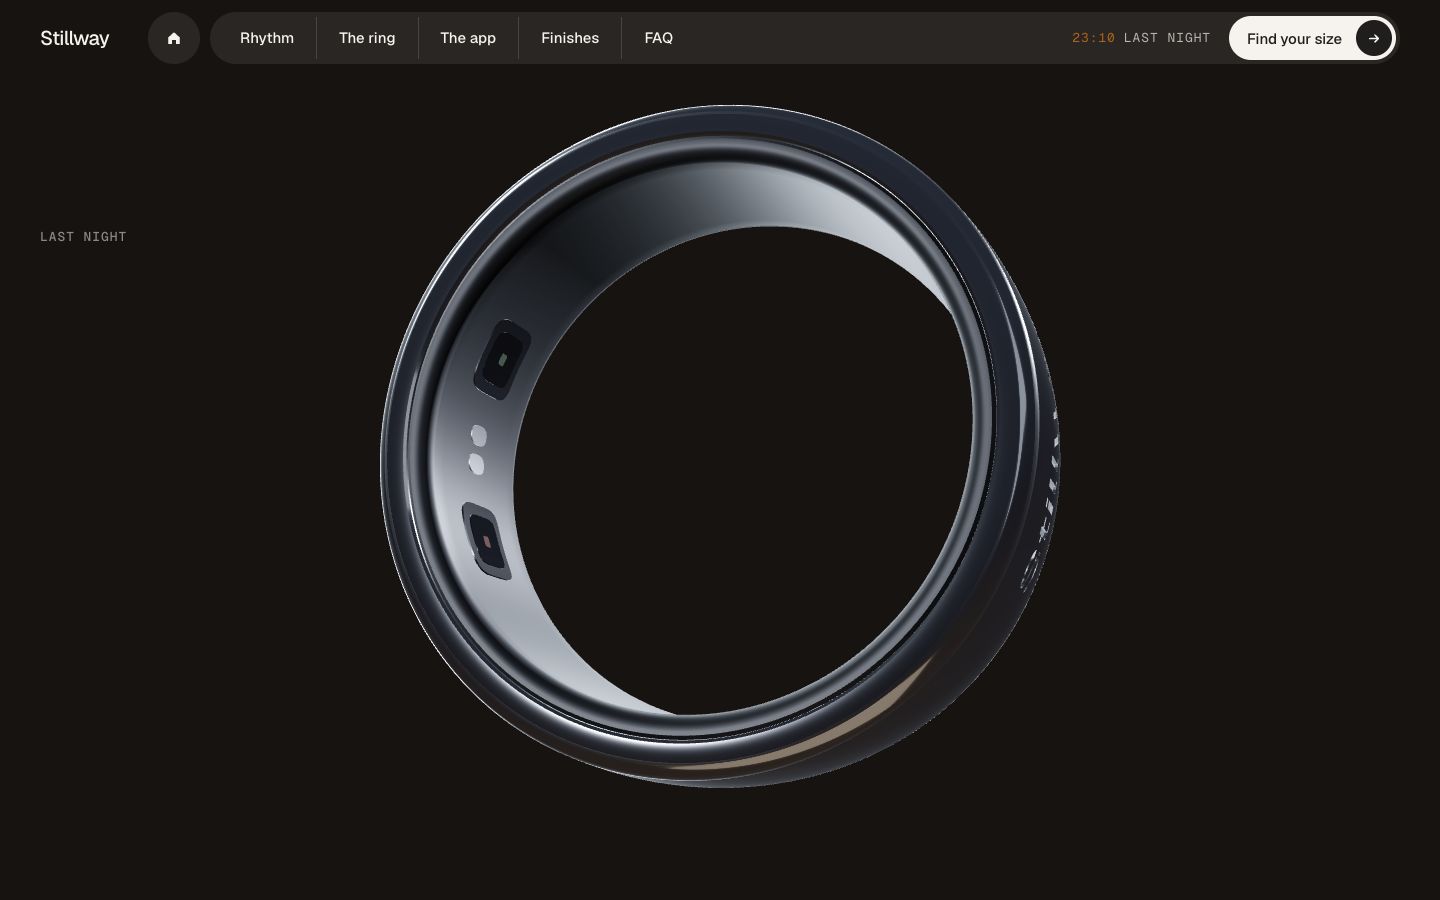 Stillway
Rhythm
The ring
The app
Finishes
FAQ
23:10 LAST NIGHT
Find your size
LAST NIGHT